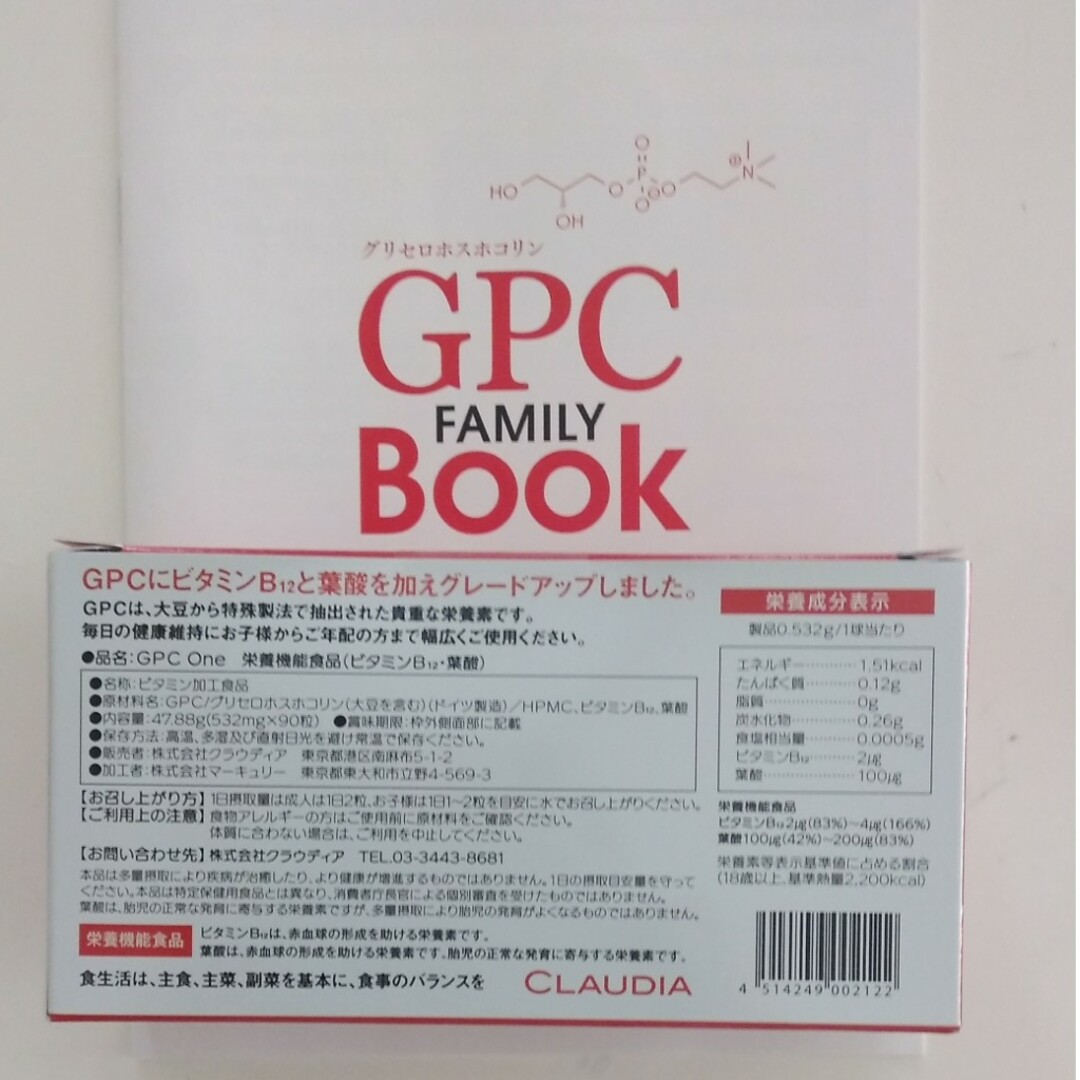 HO
OH
O
O
P
O
O
⊕
N
グリセロホスホコリン
GPC
FAMILY
Book
GPCにビタミンB12と葉酸を加えグレードアップしました。
GPCは、大豆から特殊製法で抽出された貴重な栄養素です。
毎日の健康維持にお子様からご年配の方まで幅広くご使用ください。
●品名:GPC One 栄養機能食品(ビタミンB12・葉酸)
●名称:ビタミン加工食品
●原材料名:GPC/グリセロホスホコリン(大豆を含む)(ドイツ製造)/HPMC、ビタミンB12、葉酸
●内容量:47.88g(532mg×90粒) ●賞味期限:枠外側面部に記載
●保存方法:高温、多湿及び直射日光を避け常温で保存ください。
●販売者:株式会社クラウディア 東京都港区南麻布5-1-2
●加工者:株式会社マーキュリー 東京都東大和市立野4-569-3
【お召し上がり方】1日摂取量は成人は1日2粒、お子様は1日1~2粒を目安に水でお召し上がりください。
【ご利用上の注意】食物アレルギーの方はご使用前に原材料をご確認ください。
体質に合わない場合は、ご利用を中止してください。
【お問い合わせ先】株式会社クラウディア TEL.03-3443-8681
本品は多量摂取により疾病が治癒したり、より健康が増進するものではありません。1日の摂取目安量を守って
ください。本品は特定保健用食品とは異なり、消費者庁長官による個別審査を受けたものではありません。
葉酸は、胎児の正常な発育に寄与する栄養素ですが、多量摂取により胎児の発育がよくなるものではありません。
栄養機能食品
ビタミンB12は、赤血球の形成を助ける栄養素です。
葉酸は、赤血球の形成を助ける栄養素です。胎児の正常な発育に寄与する栄養素です。
食生活は、主食、主菜、副菜を基本に、食事のバランスを
CLAUDIA
栄養成分表示
製品0.532g/1球当たり
エネルギー………1.51kcal
たんぱく質………0.12g
脂質………0g
炭水化物………0.26g
食塩相当量………0.0005g
ビタミンB12………2μg
葉酸………100μg
栄養機能食品
ビタミンB12 2μg(83%)~4μg(166%)
葉酸100μg(42%)~200μg(83%)
栄養素等表示基準値に占める割合
(18歳以上、基準熱量2,200kcal)
4 514249 002122